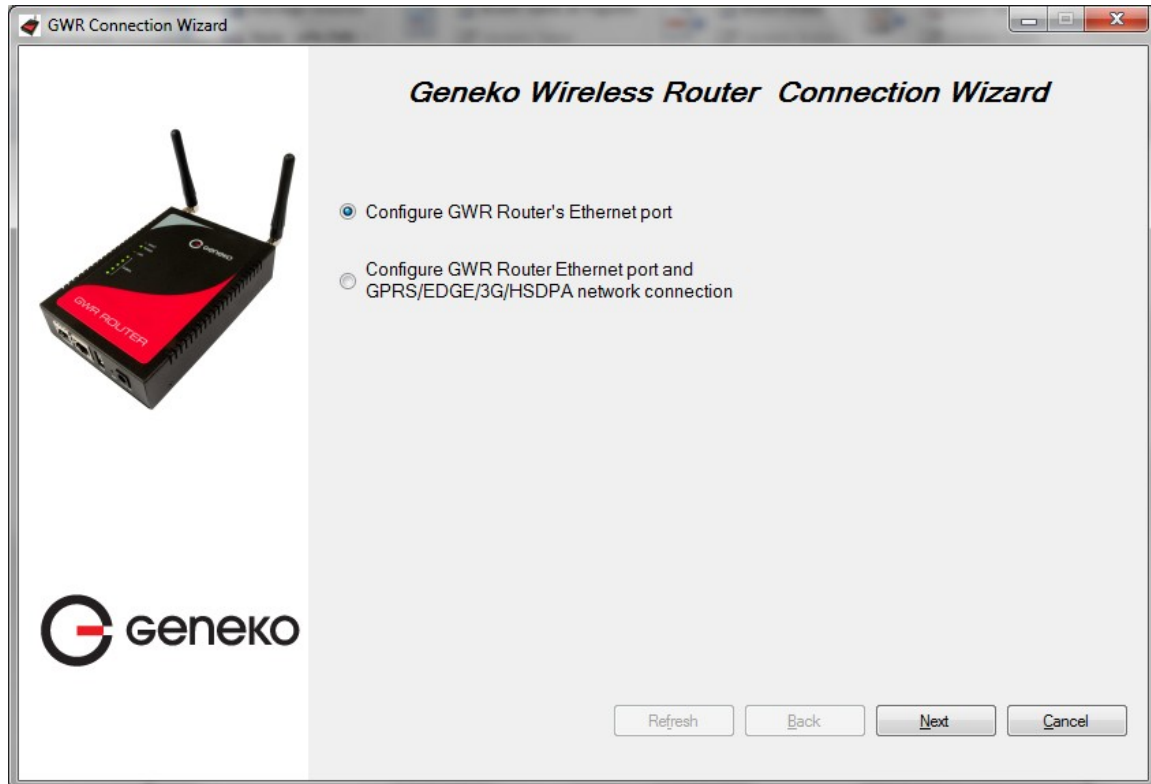 GWR Connection Wizard
Geneko Wireless Router Connection Wizard
Configure GWR Router's Ethernet port
Configure GWR Router Ethernet port and
GPRS/EDGE/3G/HSDPA network connection
GENEKO
GWR ROUTER
GENEKO
Refresh
Back
Next
Cancel